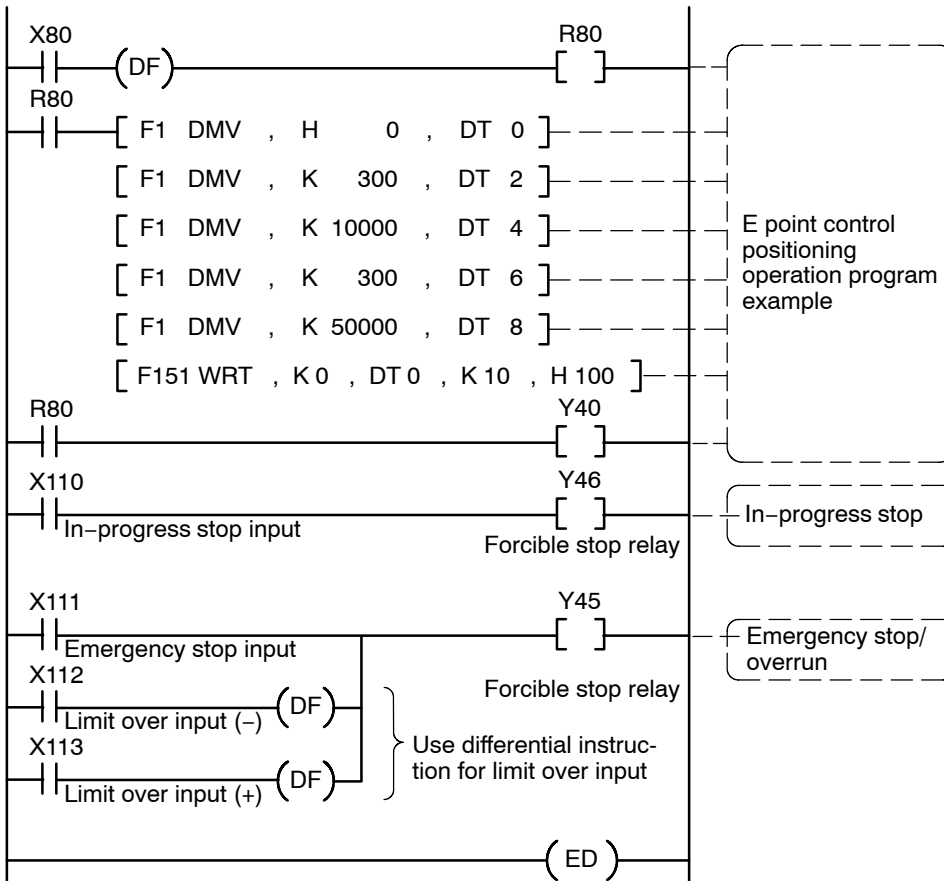 X80
R80
(DF)
[ ]
R80
[ F1 DMV , H 0 , DT 0 ]
[ F1 DMV , K 300 , DT 2 ]
[ F1 DMV , K 10000 , DT 4 ]
[ F1 DMV , K 300 , DT 6 ]
[ F1 DMV , K 50000 , DT 8 ]
[ F151 WRT , K 0 , DT 0 , K 10 , H 100 ]
E point control
positioning
operation program
example
R80
Y40
[ ]
X110
Y46
[ ]
In–progress stop input
Forcible stop relay
In–progress stop
X111
Y45
[ ]
Emergency stop input
Forcible stop relay
Emergency stop/
overrun
X112
(DF)
Limit over input (–)
X113
(DF)
Limit over input (+)
Use differential instruc-
tion for limit over input
(ED)